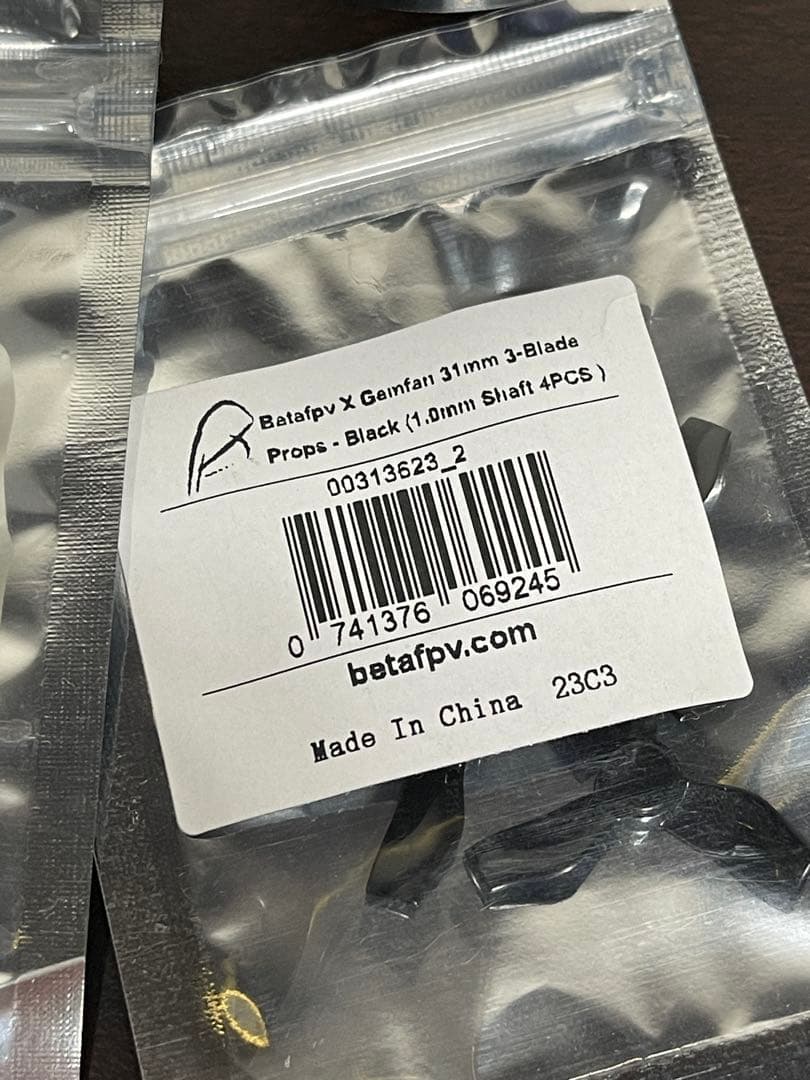 Betafpv X Gemfan 31mm 3-Blade
Props - Black (1.0mm Shaft 4PCS )
00313623_2
0 741376 069245
betafpv.com
Made In China 23C3